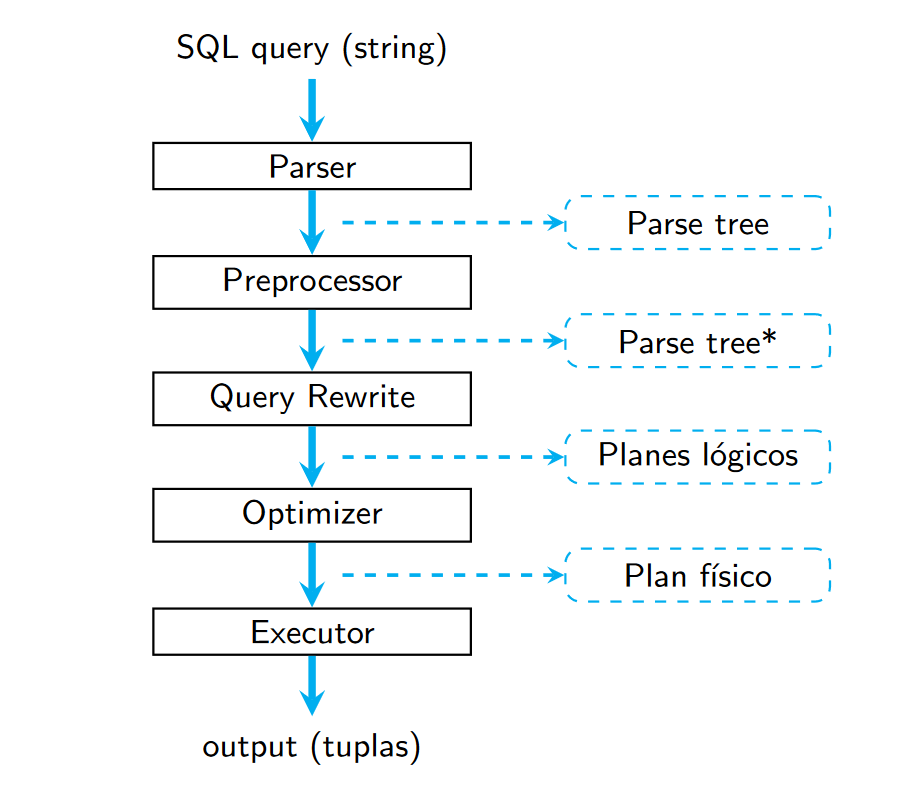 SQL query (string)
Parser
Parse tree
Preprocessor
Parse tree*
Query Rewrite
Planes lógicos
Optimizer
Plan físico
Executor
output (tuplas)